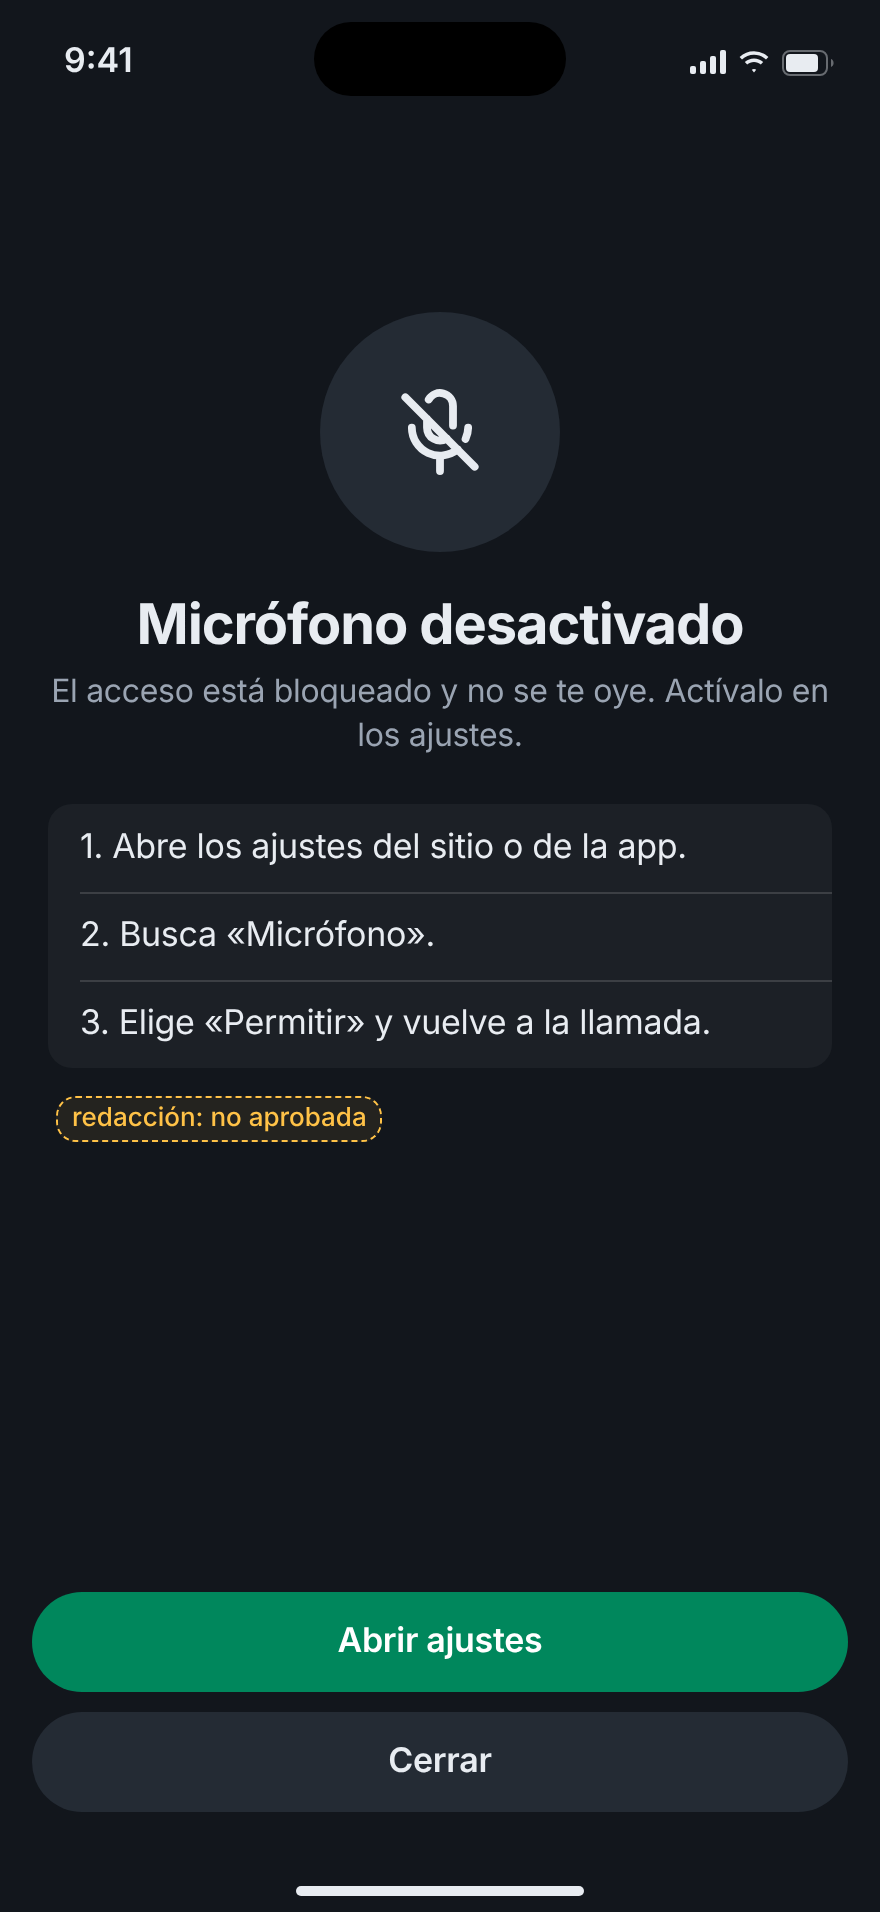 9:41
Micrófono desactivado
El acceso está bloqueado y no se te oye. Actívalo en
los ajustes.
1. Abre los ajustes del sitio o de la app.
2. Busca «Micrófono».
3. Elige «Permitir» y vuelve a la llamada.
redacción: no aprobada
Abrir ajustes
Cerrar